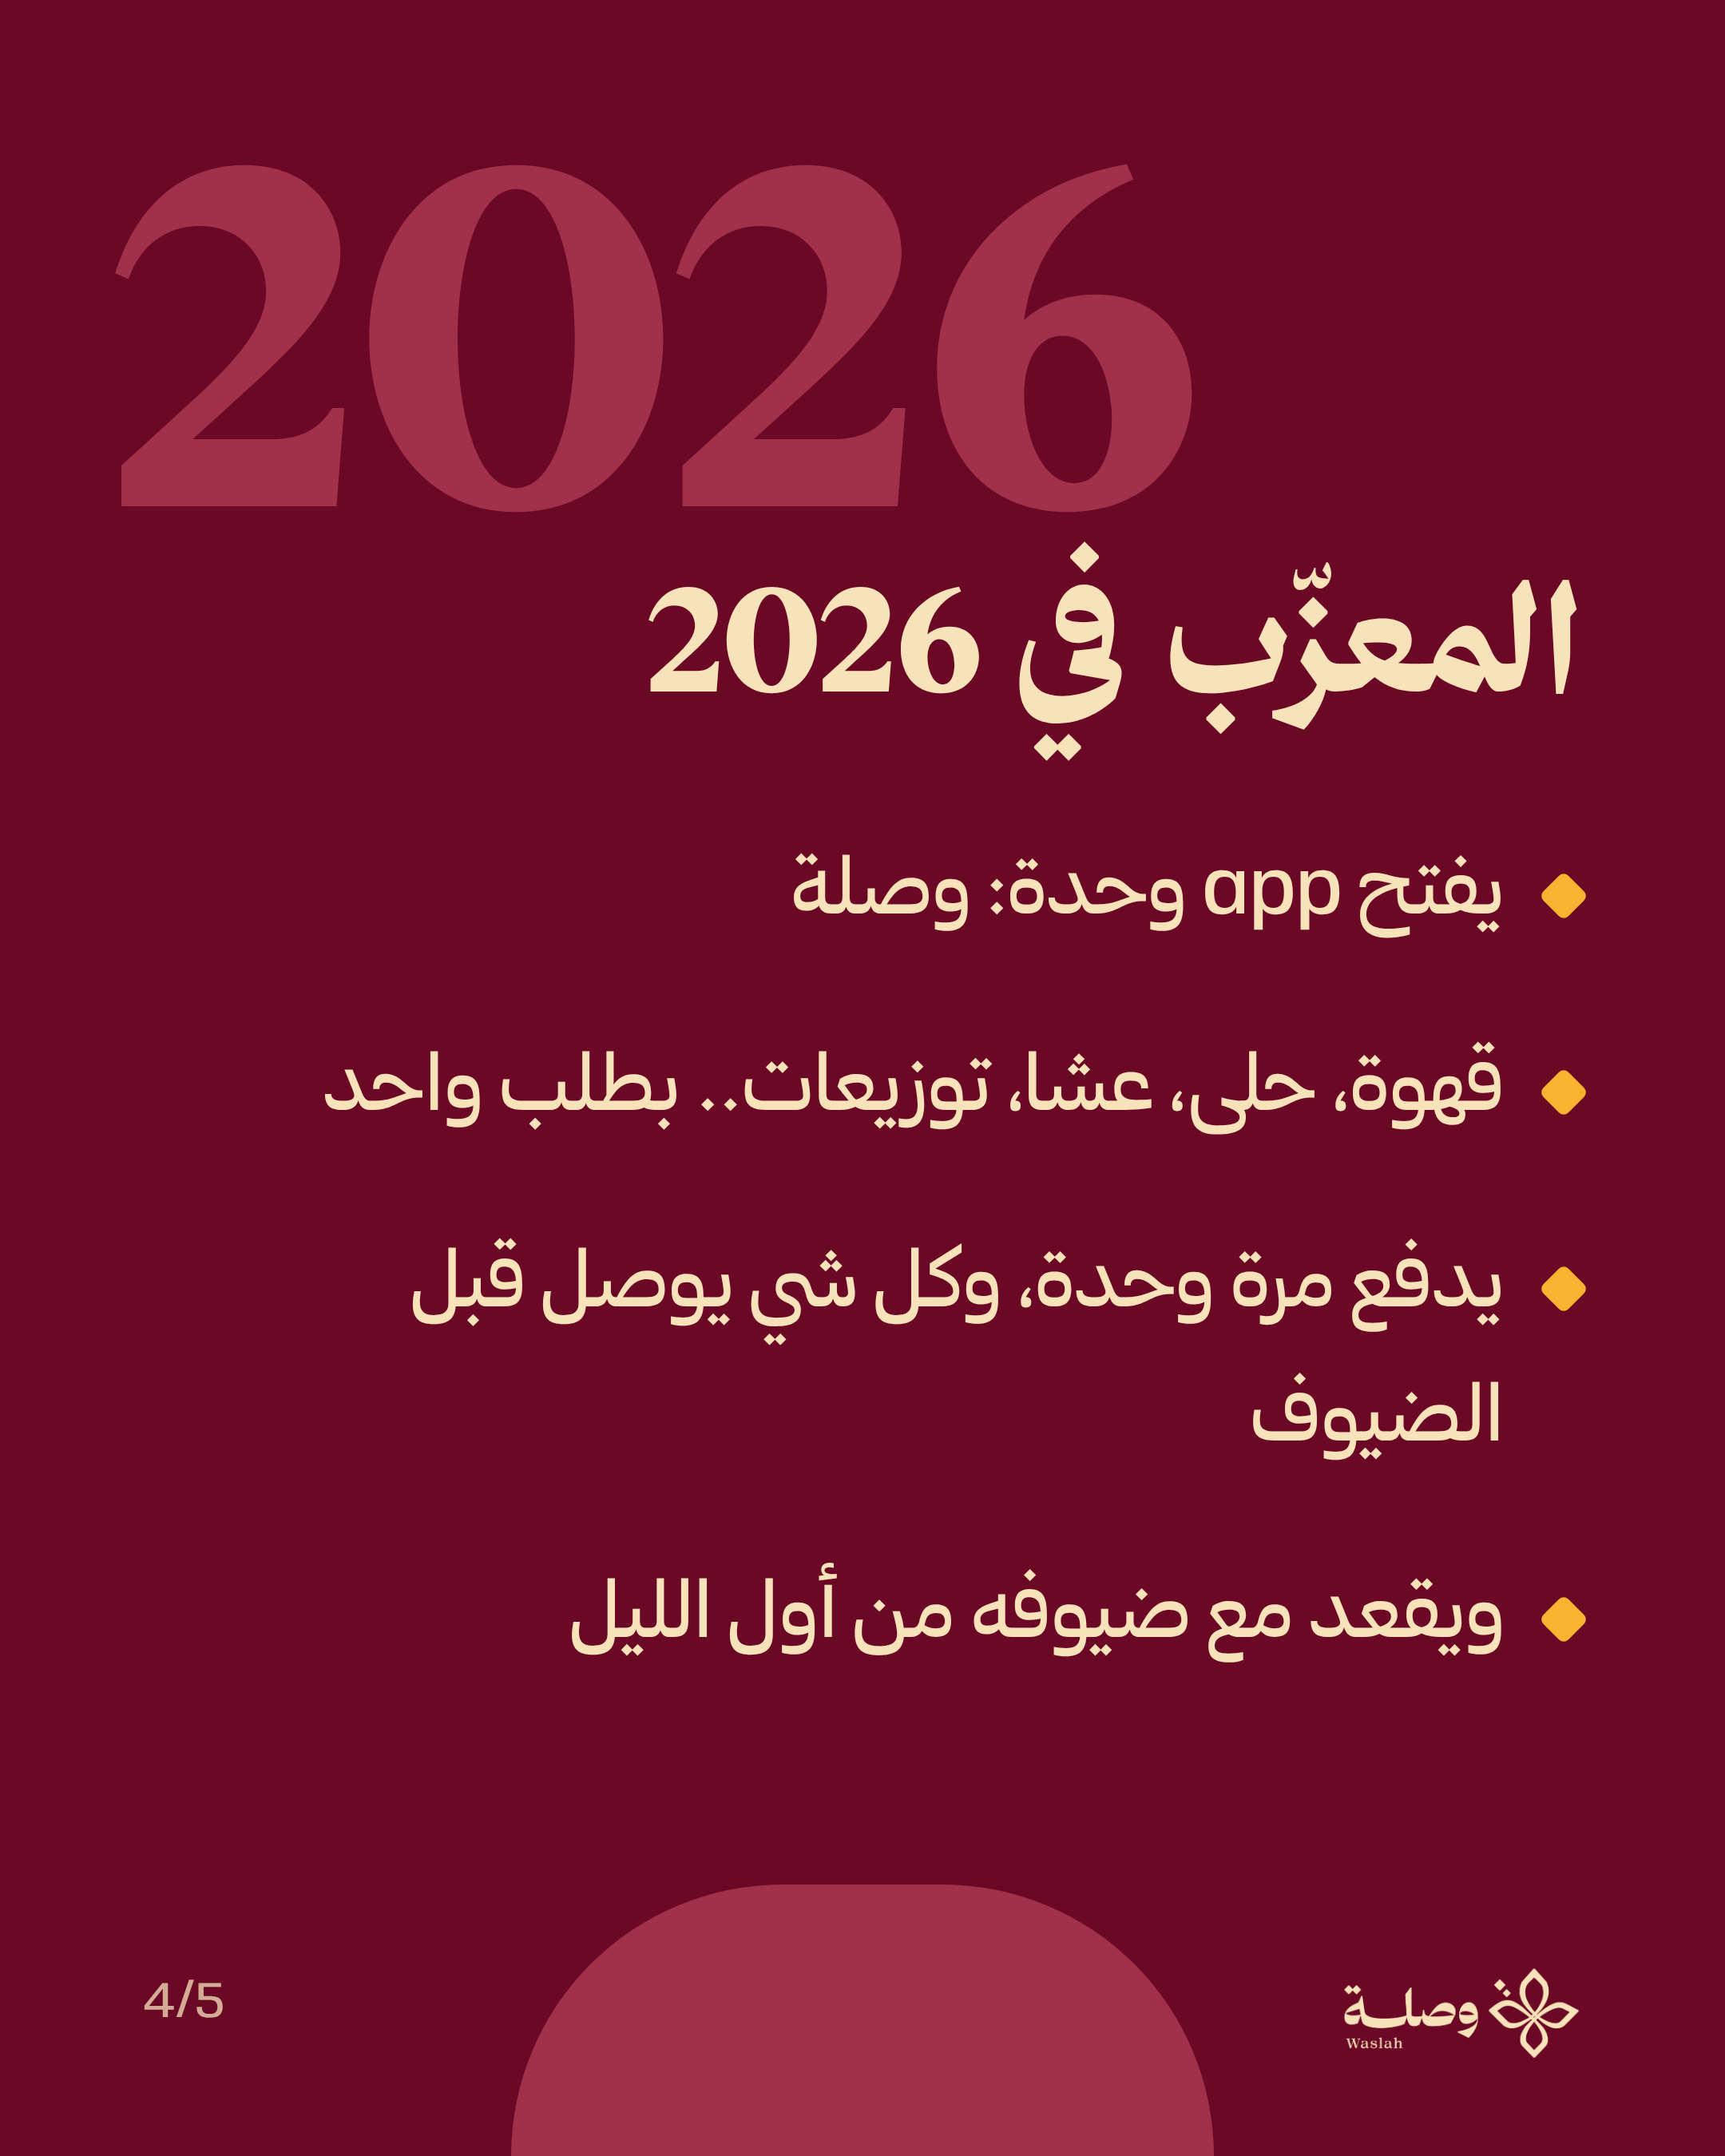 2026
المعزّب في 2026
يفتح app وحدة: وصلة
قهوة، حلى، عشا، توزيعات.. بطلب واحد
يدفع مرة وحدة، وكل ثي يوصل قبل
الضيوف
ويقعد مع ضيوفه من أول الليل
4/5
وصلة
Waslah